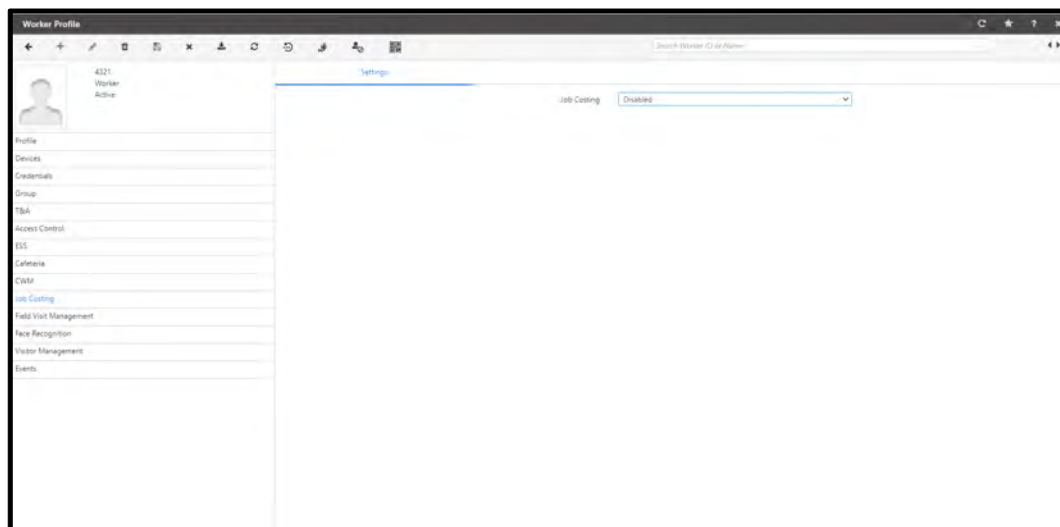 Worker Profile
?
Search Worker ID or Name
4321
Worker
Active
Settings
Job Costing
Disabled
Profile
Devices
Credentials
Group
T&A
Access Control
ESS
Cafeteria
CWM
Job Costing
Field Visit Management
Face Recognition
Visitor Management
Events